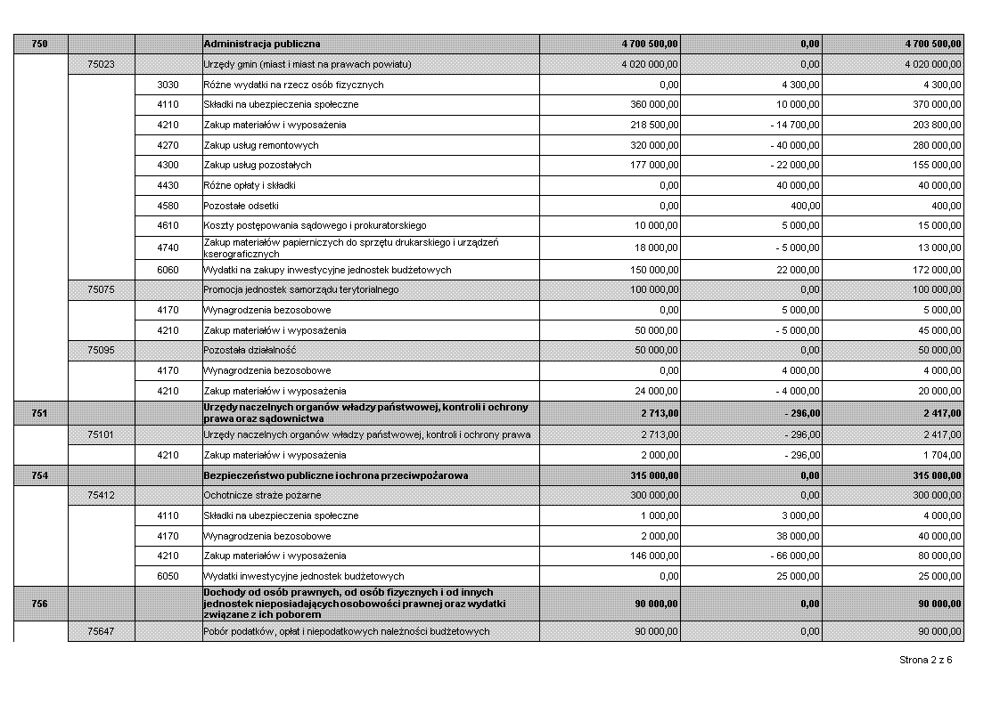 750 Administracja publiczna 4 700 500,00 0,00 4 700 500,00
75023 Urzędy gmin (miast i miast na prawach powiatu) 4 020 000,00 0,00 4 020 000,00
3030 Różne wydatki na rzecz osób fizycznych 0,00 4 300,00 4 300,00
4110 Składki na ubezpieczenia społeczne 360 000,00 10 000,00 370 000,00
4210 Zakup materiałów i wyposażenia 218 500,00 - 14 700,00 203 800,00
4270 Zakup usług remontowych 320 000,00 - 40 000,00 280 000,00
4300 Zakup usług pozostałych 177 000,00 - 22 000,00 155 000,00
4430 Różne opłaty i składki 0,00 40 000,00 40 000,00
4580 Pozostałe odsetki 0,00 400,00 400,00
4610 Koszty postępowania sądowego i prokuratorskiego 10 000,00 5 000,00 15 000,00
4740 Zakup materiałów papierniczych do sprzętu drukarskiego i urządzeń
kserograficznych 18 000,00 - 5 000,00 13 000,00
6060 Wydatki na zakupy inwestycyjne jednostek budżetowych 150 000,00 22 000,00 172 000,00
75075 Promocja jednostek samorządu terytorialnego 100 000,00 0,00 100 000,00
4170 Wynagrodzenia bezosobowe 0,00 5 000,00 5 000,00
4210 Zakup materiałów i wyposażenia 50 000,00 - 5 000,00 45 000,00
75095 Pozostała działalność 50 000,00 0,00 50 000,00
4170 Wynagrodzenia bezosobowe 0,00 4 000,00 4 000,00
4210 Zakup materiałów i wyposażenia 24 000,00 - 4 000,00 20 000,00
751 Urzędy naczelnych organów władzy państwowej, kontroli i ochrony
prawa oraz sądownictwa 2 713,00 - 296,00 2 417,00
75101 Urzędy naczelnych organów władzy państwowej, kontroli i ochrony prawa 2 713,00 - 296,00 2 417,00
4210 Zakup materiałów i wyposażenia 2 000,00 - 296,00 1 704,00
754 Bezpieczeństwo publiczne i ochrona przeciwpożarowa 315 000,00 0,00 315 000,00
75412 Ochotnicze straże pożarne 300 000,00 0,00 300 000,00
4110 Składki na ubezpieczenia społeczne 1 000,00 3 000,00 4 000,00
4170 Wynagrodzenia bezosobowe 2 000,00 38 000,00 40 000,00
4210 Zakup materiałów i wyposażenia 146 000,00 - 66 000,00 80 000,00
6050 Wydatki inwestycyjne jednostek budżetowych 0,00 25 000,00 25 000,00
756 Dochody od osób prawnych, od osób fizycznych i od innych
jednostek nieposiadających osobowości prawnej oraz wydatki
związane z ich poborem 90 000,00 0,00 90 000,00
75647 Pobór podatków, opłat i niepodatkowych należności budżetowych 90 000,00 0,00 90 000,00
Strona 2 z 6